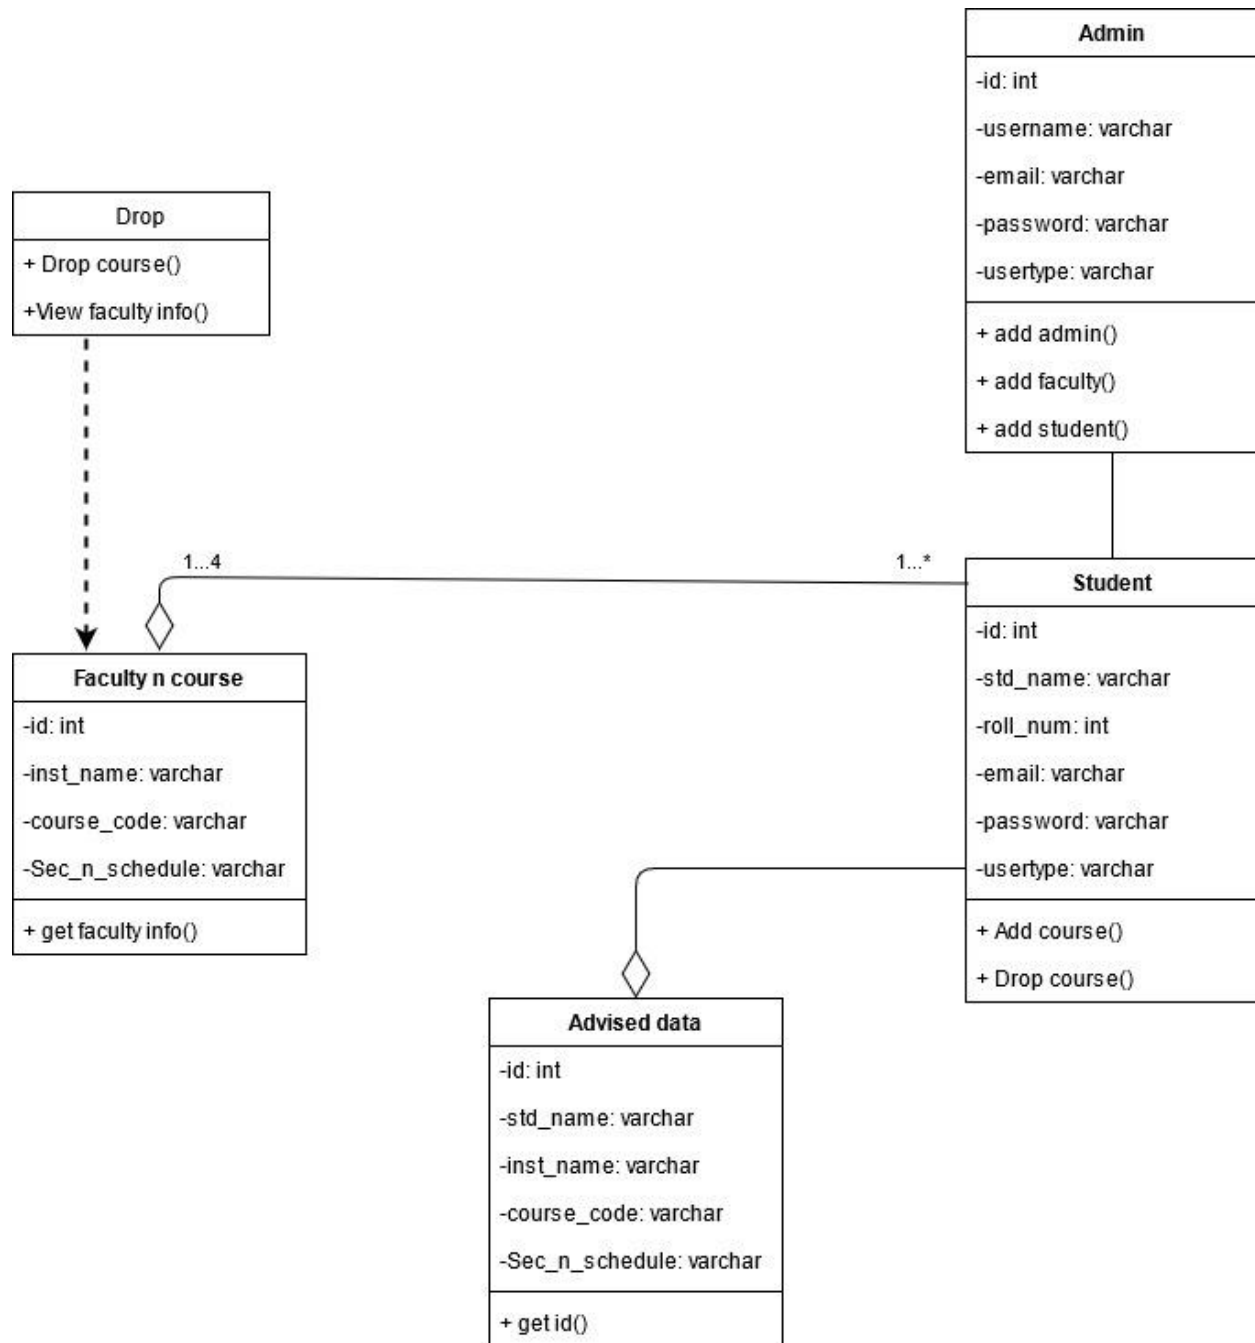 Admin
-id: int
-username: varchar
-email: varchar
-password: varchar
-usertype: varchar
+ add admin()
+ add faculty()
+ add student()
Drop
+ Drop course()
+View faculty info()
1...4
1...*
Faculty n course
-id: int
-inst_name: varchar
-course_code: varchar
-Sec_n_schedule: varchar
+ get faculty info()
Student
-id: int
-std_name: varchar
-roll_num: int
-email: varchar
-password: varchar
-usertype: varchar
+ Add course()
+ Drop course()
Advised data
-id: int
-std_name: varchar
-inst_name: varchar
-course_code: varchar
-Sec_n_schedule: varchar
+ get id()